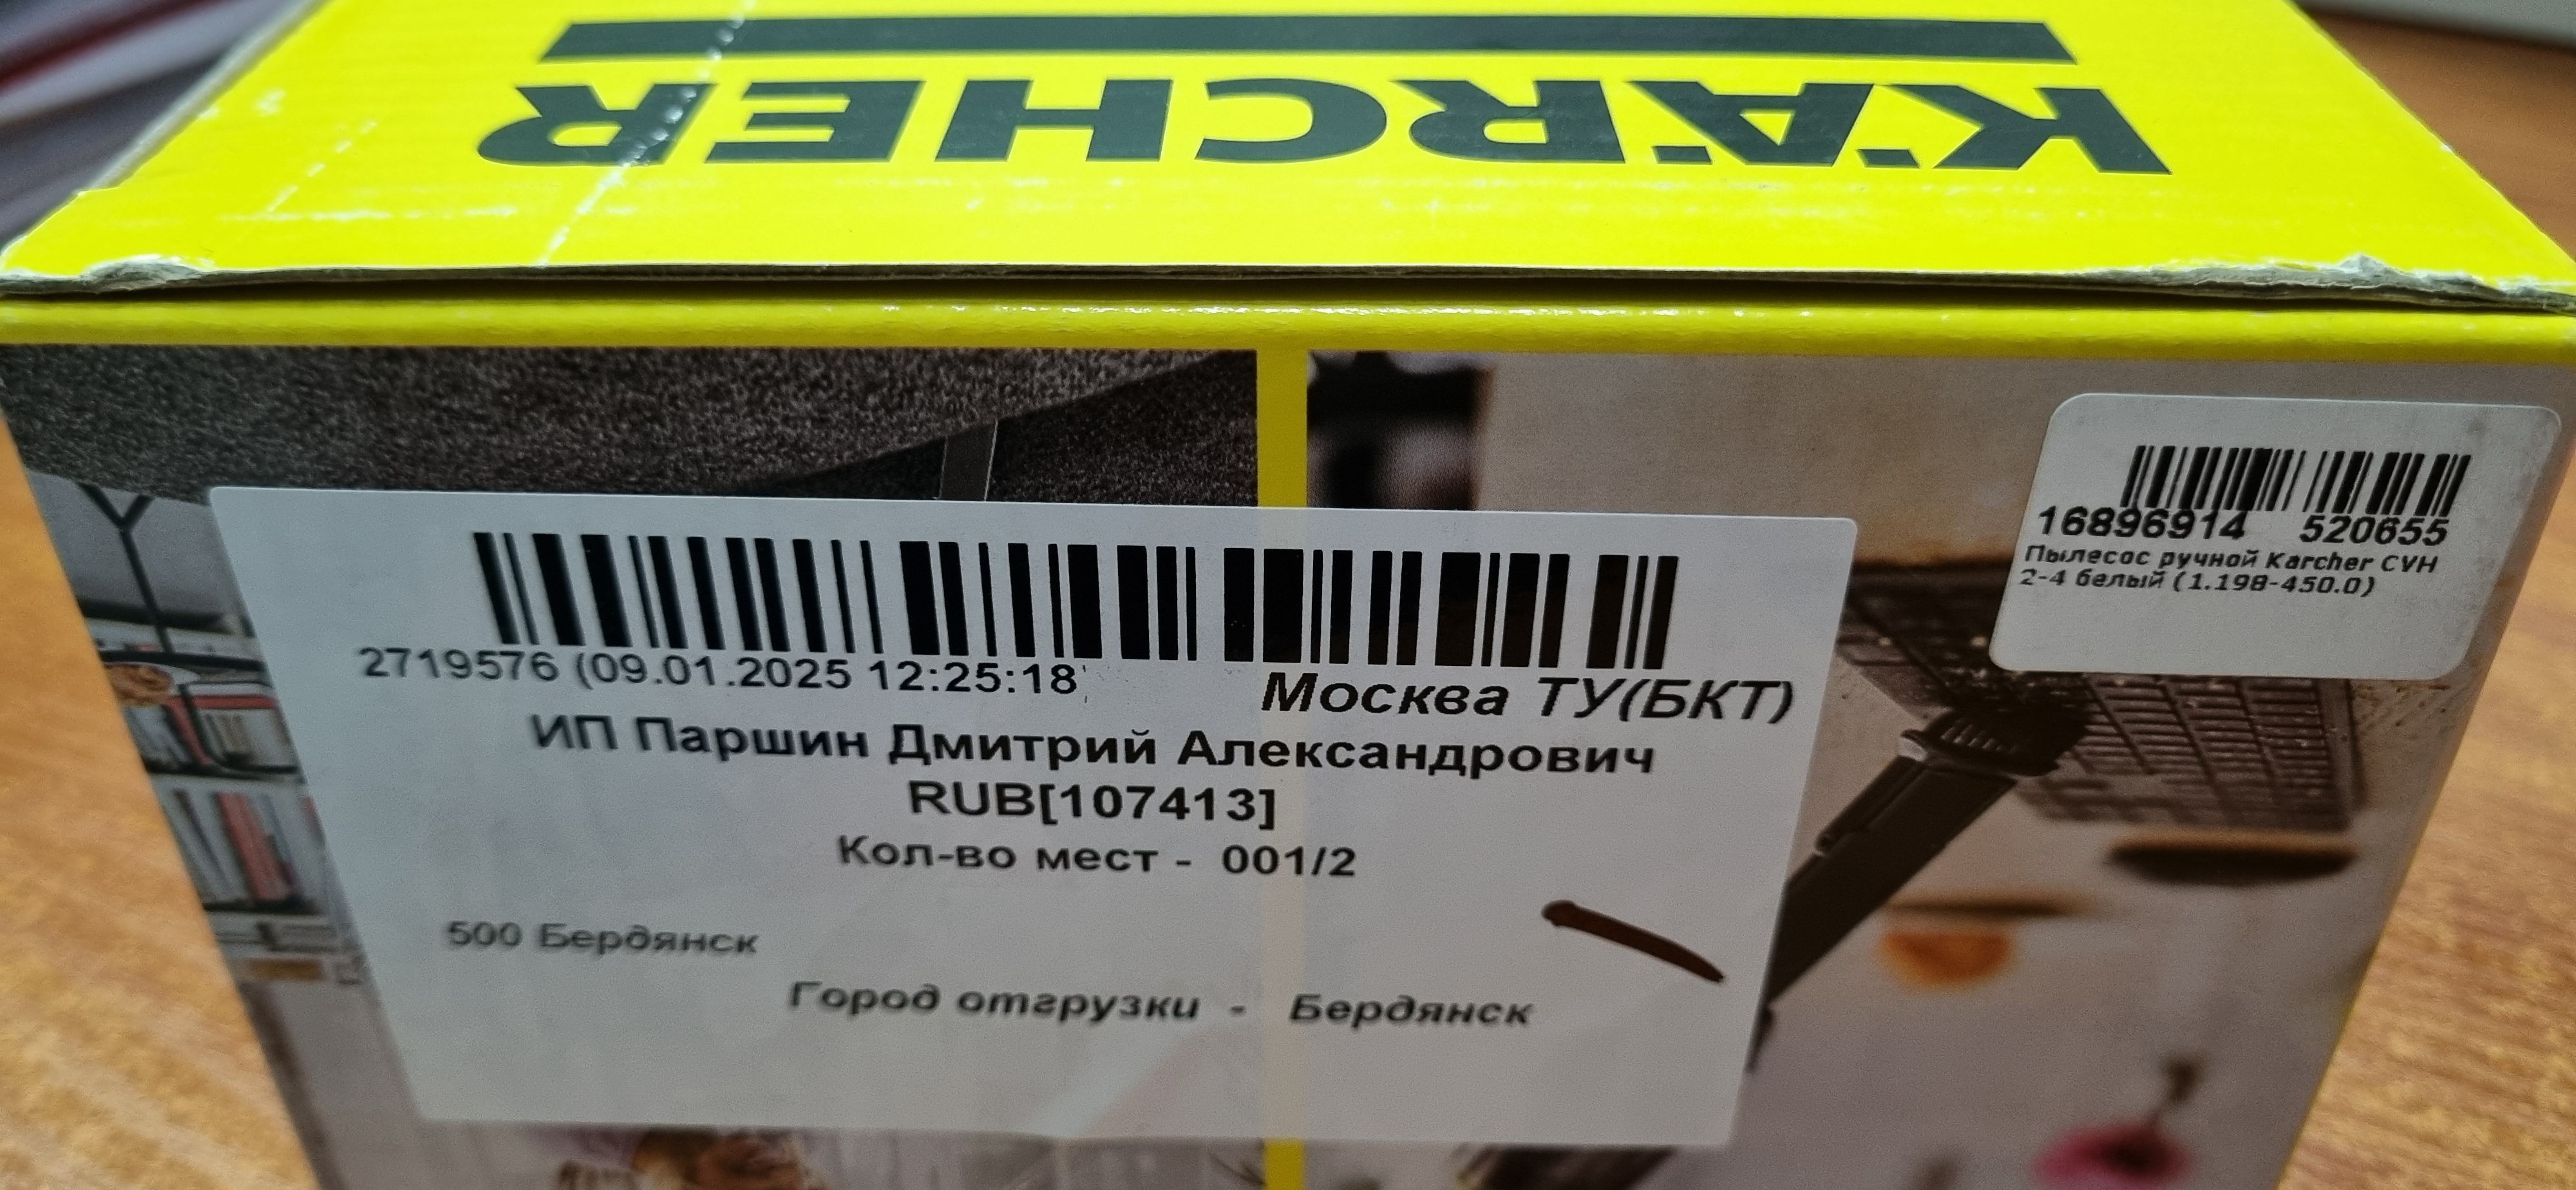 KÄRCHER
16896914 520655
Пылесос ручной Karcher CVH
2-4 белый (1.198-450.0)
2719576 (09.01.2025 12:25:18
Москва ТУ(БКТ)
ИП Паршин Дмитрий Александрович
RUB[107413]
Кол-во мест - 001/2
500 Бердянск
Город отгрузки - Бердянск